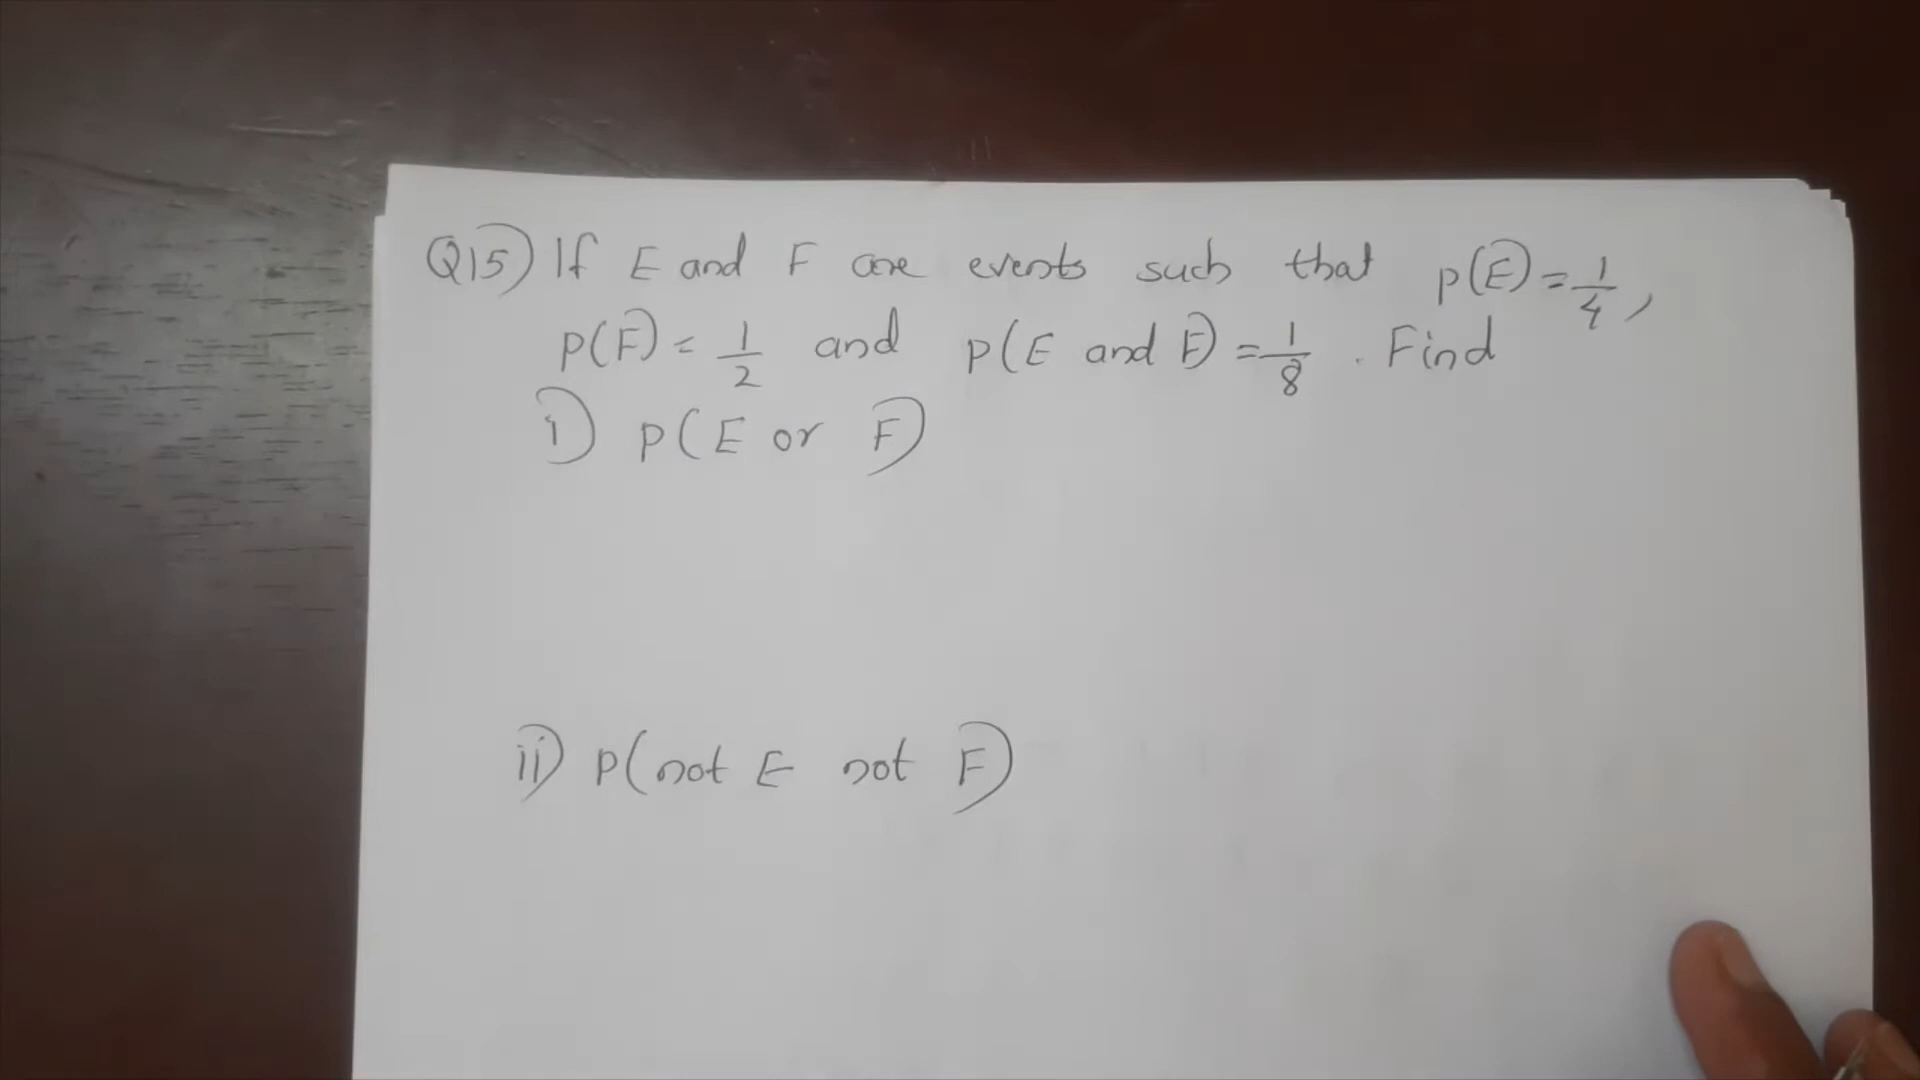 Q15) If E and F are events such that p(E) = 1/4,
p(F) = 1/2 and p(E and F) = 1/8 . Find
i) p(E or F)
ii) p(not E not F)